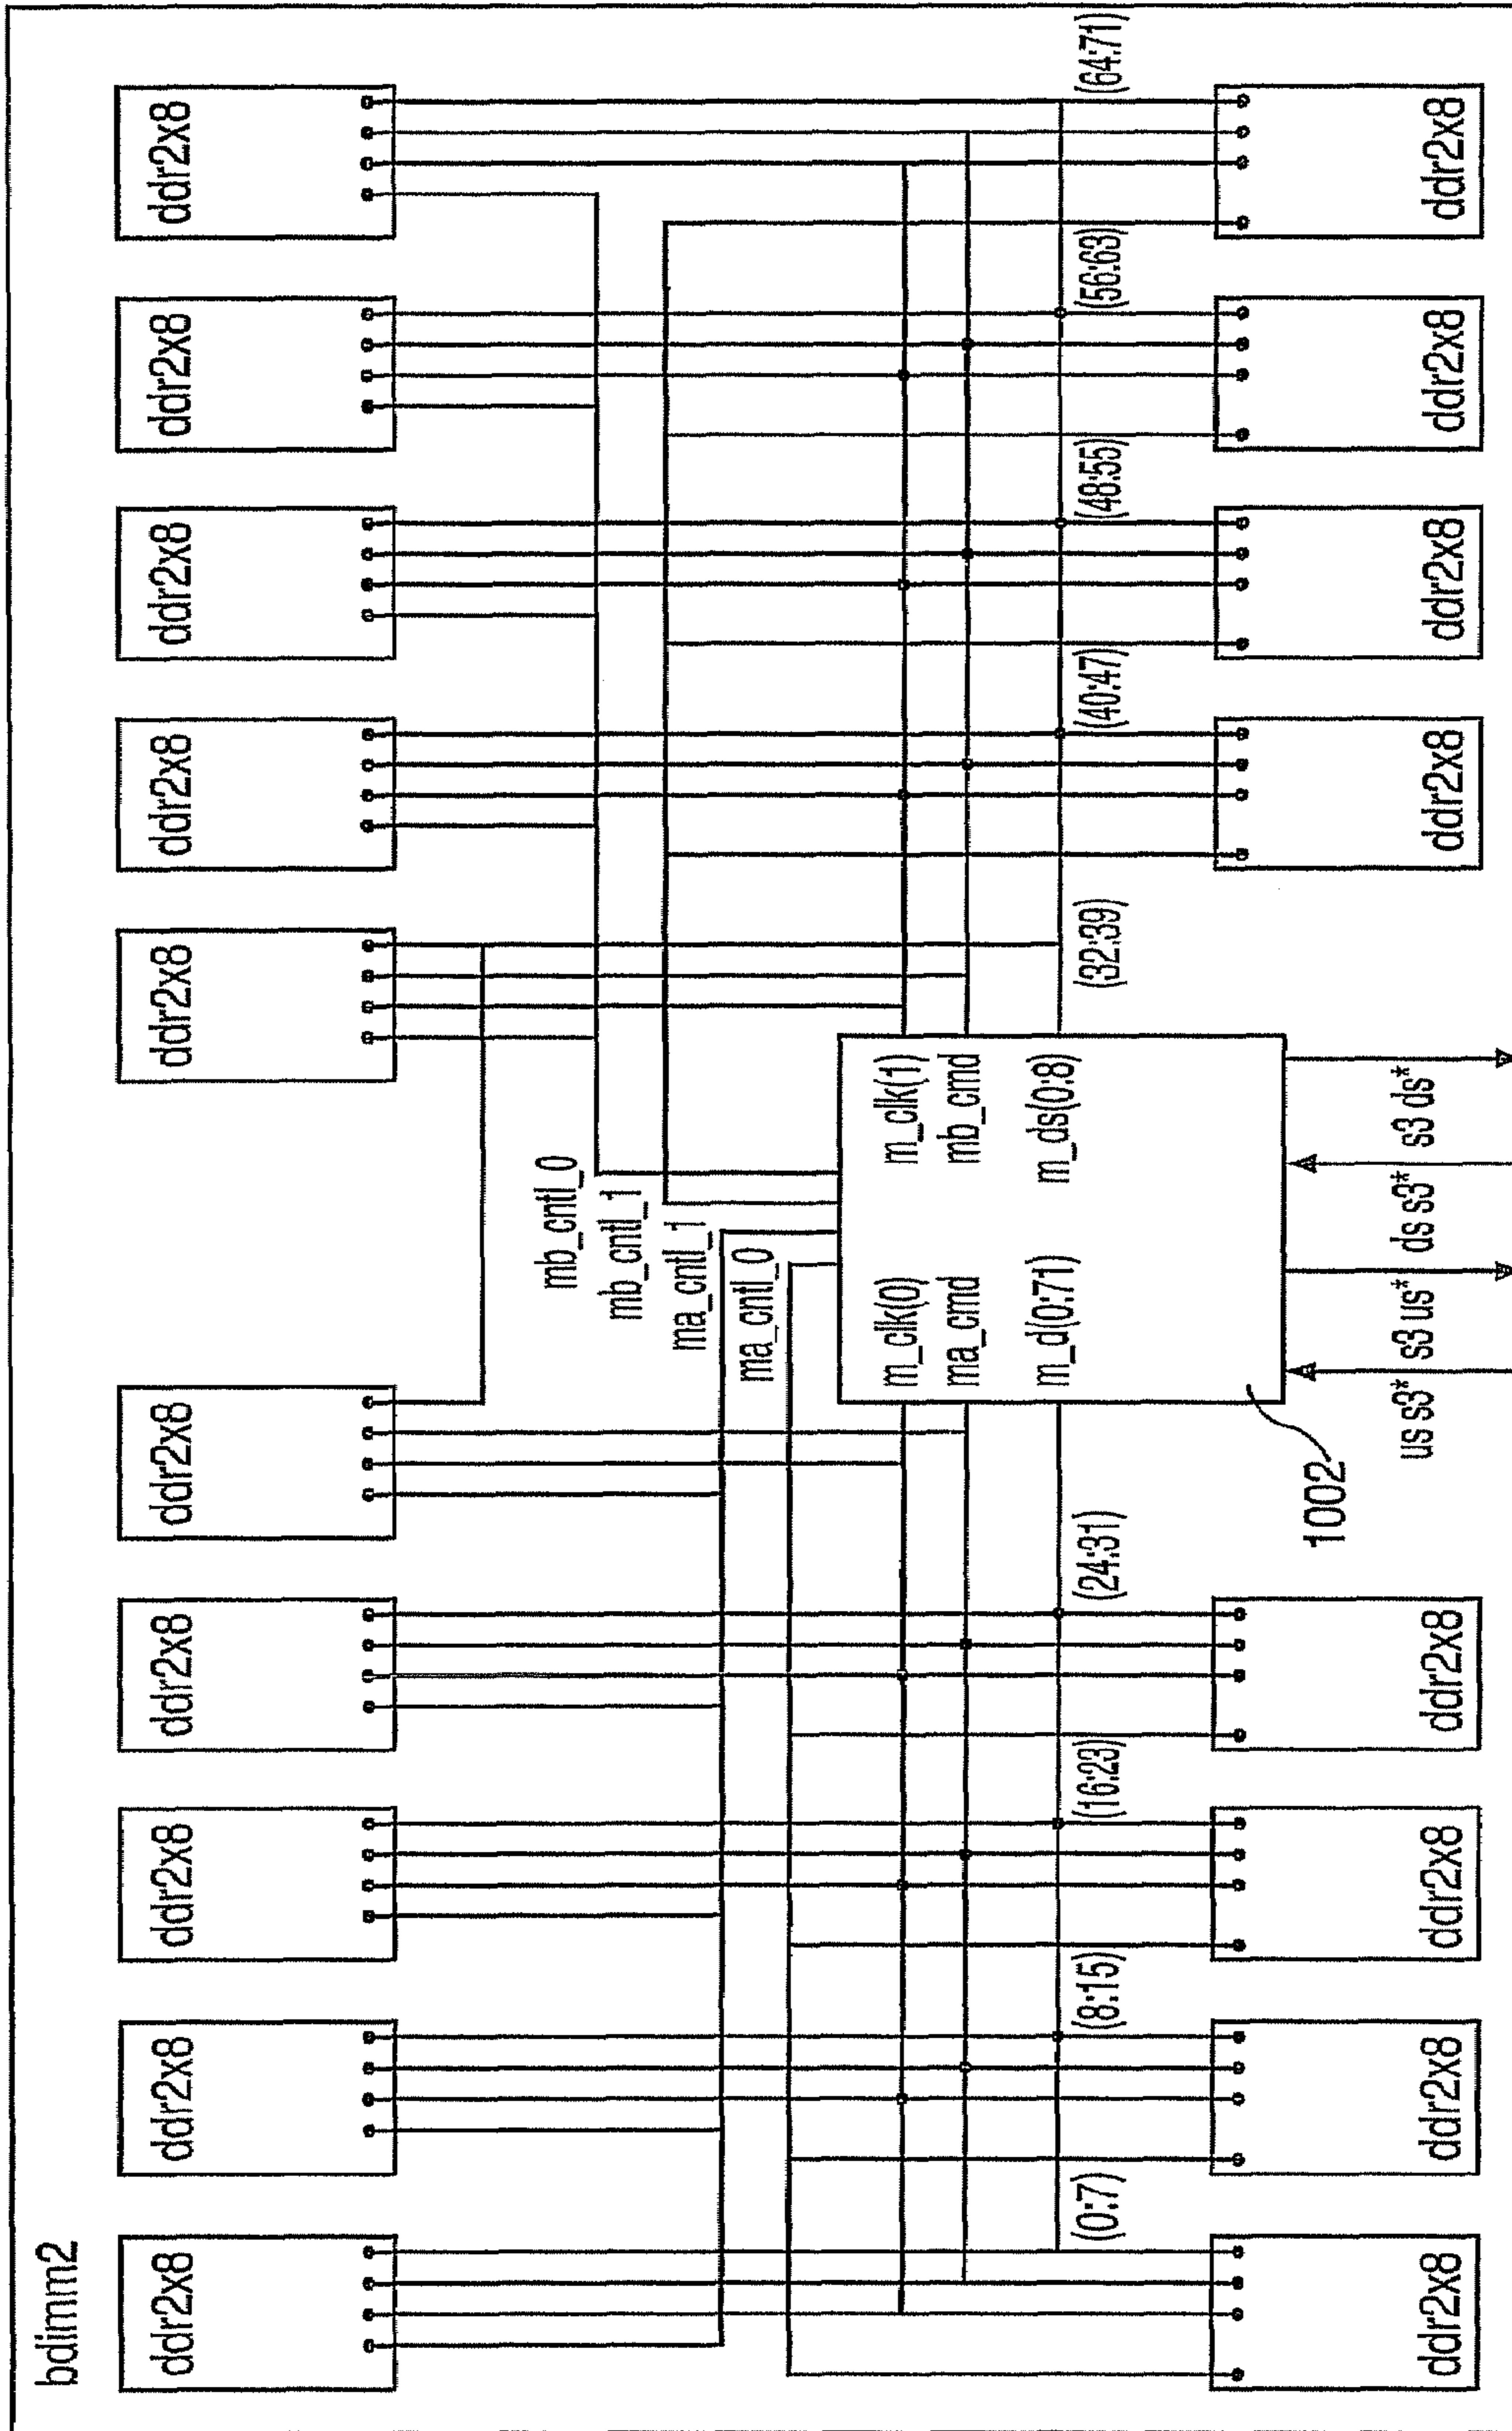 bdimm2
ddr2x8 ddr2x8 ddr2x8 ddr2x8 ddr2x8 ddr2x8 ddr2x8 ddr2x8 ddr2x8 ddr2x8
mb_cntl_0
mb_cntl_1
ma_cntl_1
ma_cntl_0
m_clk(0) m_clk(1)
ma_cmd mb_cmd
m_d(0:71) m_ds(0:8)
(0:7) (8:15) (16:23) (24:31) (32:39) (40:47) (48:55) (56:63) (64:71)
1002
us s3* s3 us* ds s3* s3 ds*
ddr2x8 ddr2x8 ddr2x8 ddr2x8 ddr2x8 ddr2x8 ddr2x8 ddr2x8